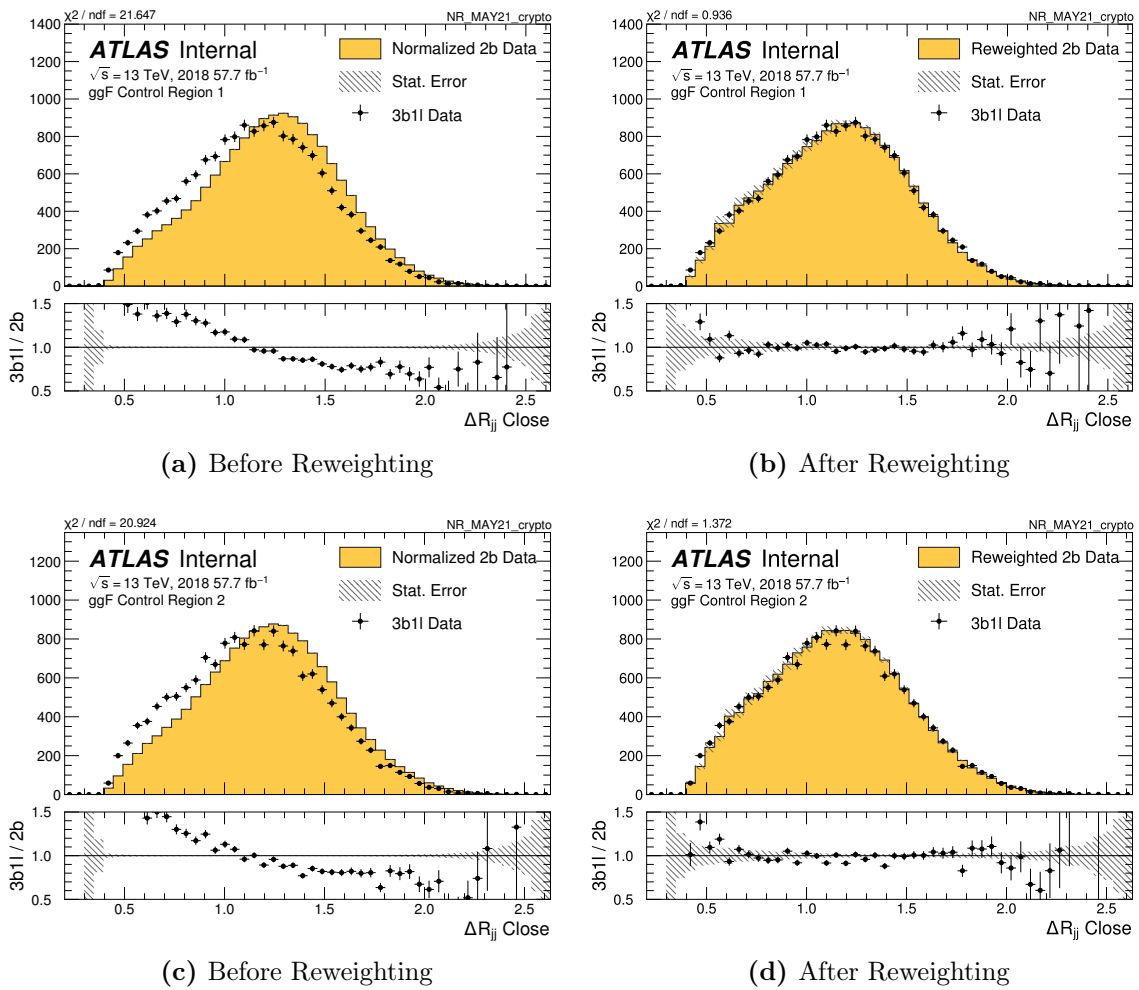 χ2 / ndf = 21.647
NR_MAY21_crypto
ATLAS Internal
√s = 13 TeV, 2018 57.7 fb⁻¹
ggF Control Region 1
Normalized 2b Data
Stat. Error
3b1l Data
1400
1200
1000
800
600
400
200
0
3b1l / 2b
1.5
1.0
0.5
0.5 1.0 1.5 2.0 2.5
ΔRjj Close
(a) Before Reweighting
χ2 / ndf = 0.936
NR_MAY21_crypto
ATLAS Internal
√s = 13 TeV, 2018 57.7 fb⁻¹
ggF Control Region 1
Reweighted 2b Data
Stat. Error
3b1l Data
1400
1200
1000
800
600
400
200
0
3b1l / 2b
1.5
1.0
0.5
0.5 1.0 1.5 2.0 2.5
ΔRjj Close
(b) After Reweighting
χ2 / ndf = 20.924
NR_MAY21_crypto
ATLAS Internal
√s = 13 TeV, 2018 57.7 fb⁻¹
ggF Control Region 2
Normalized 2b Data
Stat. Error
3b1l Data
1200
1000
800
600
400
200
0
3b1l / 2b
1.5
1.0
0.5
0.5 1.0 1.5 2.0 2.5
ΔRjj Close
(c) Before Reweighting
χ2 / ndf = 1.372
NR_MAY21_crypto
ATLAS Internal
√s = 13 TeV, 2018 57.7 fb⁻¹
ggF Control Region 2
Reweighted 2b Data
Stat. Error
3b1l Data
1200
1000
800
600
400
200
0
3b1l / 2b
1.5
1.0
0.5
0.5 1.0 1.5 2.0 2.5
ΔRjj Close
(d) After Reweighting